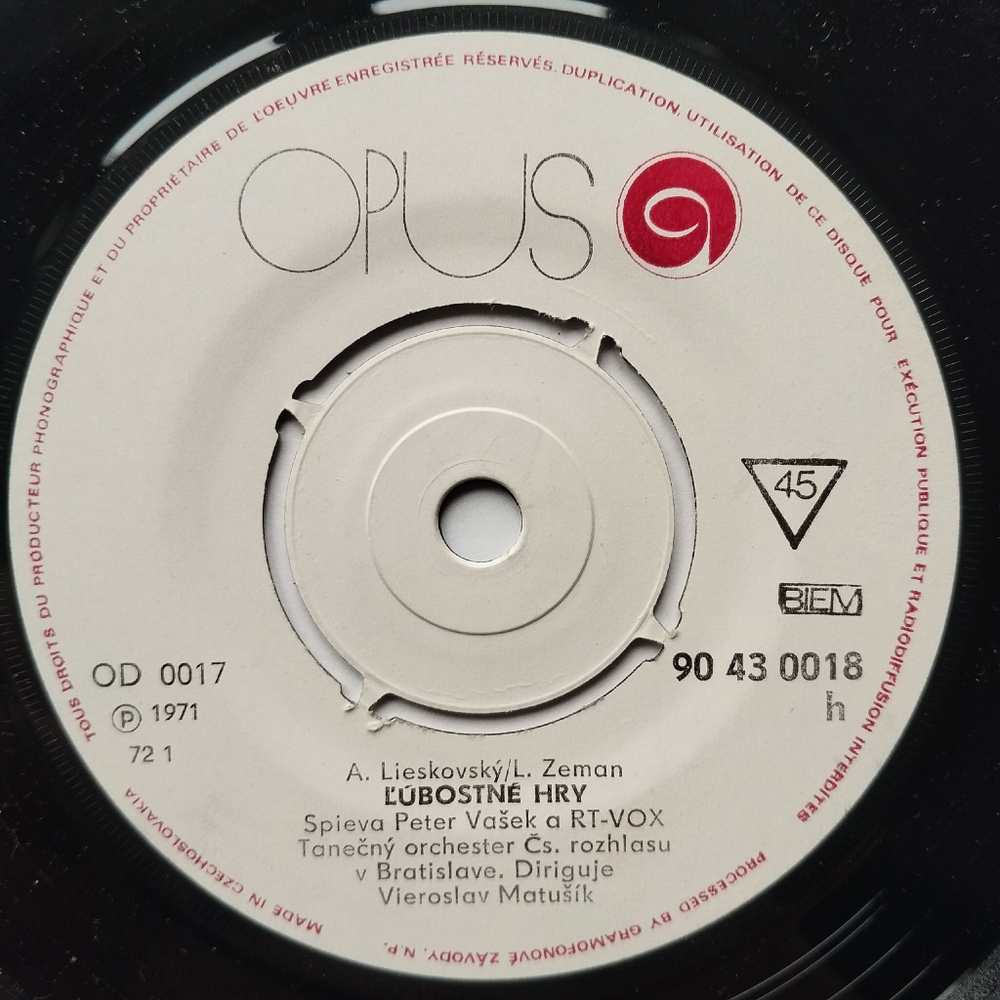 TOUS DROITS DU PRODUCTEUR PHONOGRAPHIQUE ET DU PROPRIÉTAIRE DE L'OEUVRE ENREGISTRÉE RÉSERVÉS. DUPLICATION, UTILISATION DE CE DISQUE POUR EXÉCUTION PUBLIQUE ET RADIODIFFUSION INTERDITES
OPUS
45
BIEM
OD 0017
90 43 0018
Ⓟ 1971
h
72 1
A. Lieskovský/L. Zeman
ĽÚBOSTNÉ HRY
Spieva Peter Vašek a RT-VOX
Tanečný orchester Čs. rozhlasu
v Bratislave. Diriguje
Vieroslav Matušík
MADE IN CZECHOSLOVAKIA
PROCESSED BY GRAMOFONOVÉ ZÁVODY, N.P.